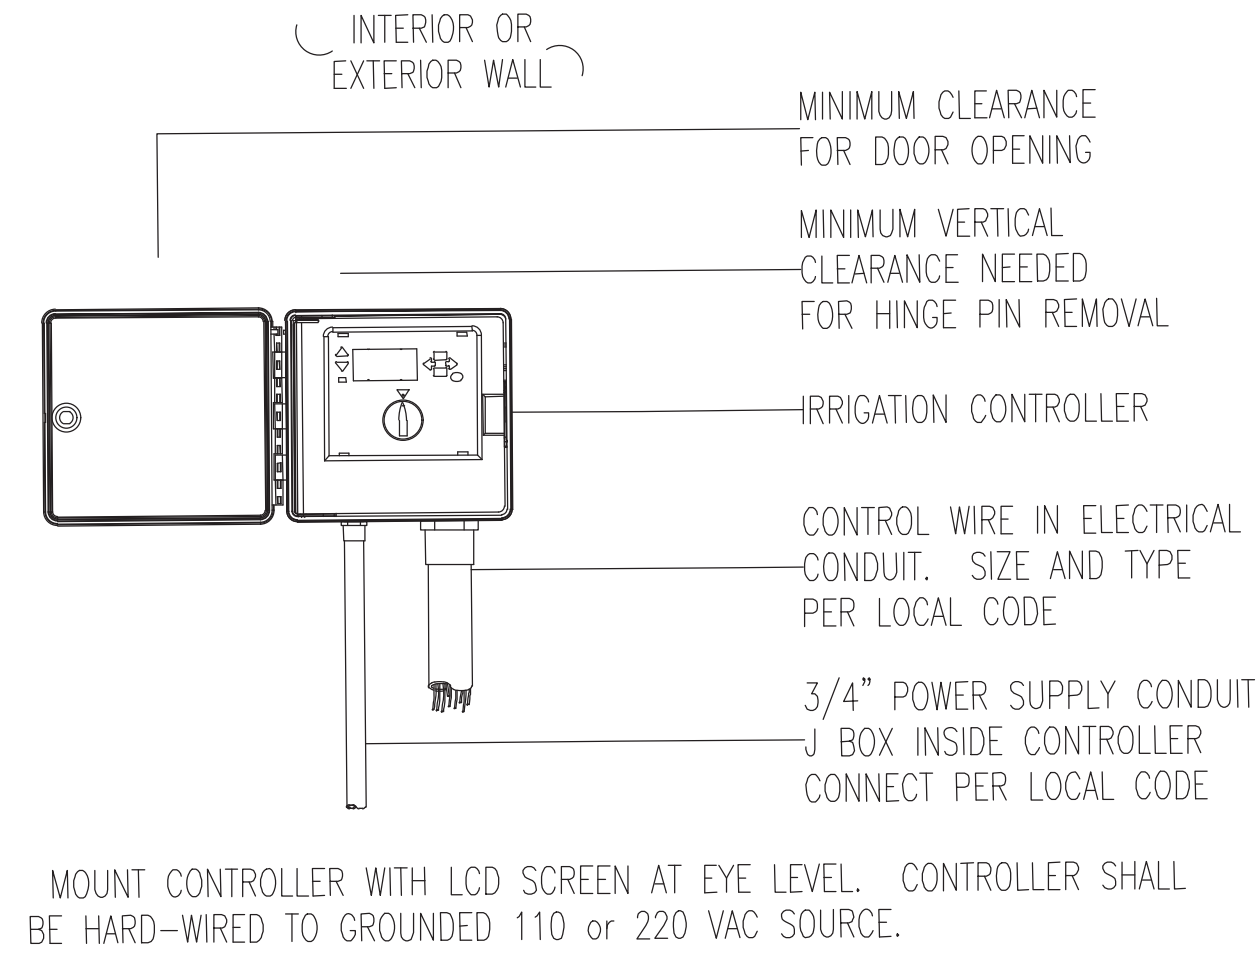 INTERIOR OR
EXTERIOR WALL
MINIMUM CLEARANCE
FOR DOOR OPENING
MINIMUM VERTICAL
CLEARANCE NEEDED
FOR HINGE PIN REMOVAL
IRRIGATION CONTROLLER
CONTROL WIRE IN ELECTRICAL
CONDUIT. SIZE AND TYPE
PER LOCAL CODE
3/4” POWER SUPPLY CONDUIT
J BOX INSIDE CONTROLLER
CONNECT PER LOCAL CODE
MOUNT CONTROLLER WITH LCD SCREEN AT EYE LEVEL. CONTROLLER SHALL
BE HARD-WIRED TO GROUNDED 110 or 220 VAC SOURCE.